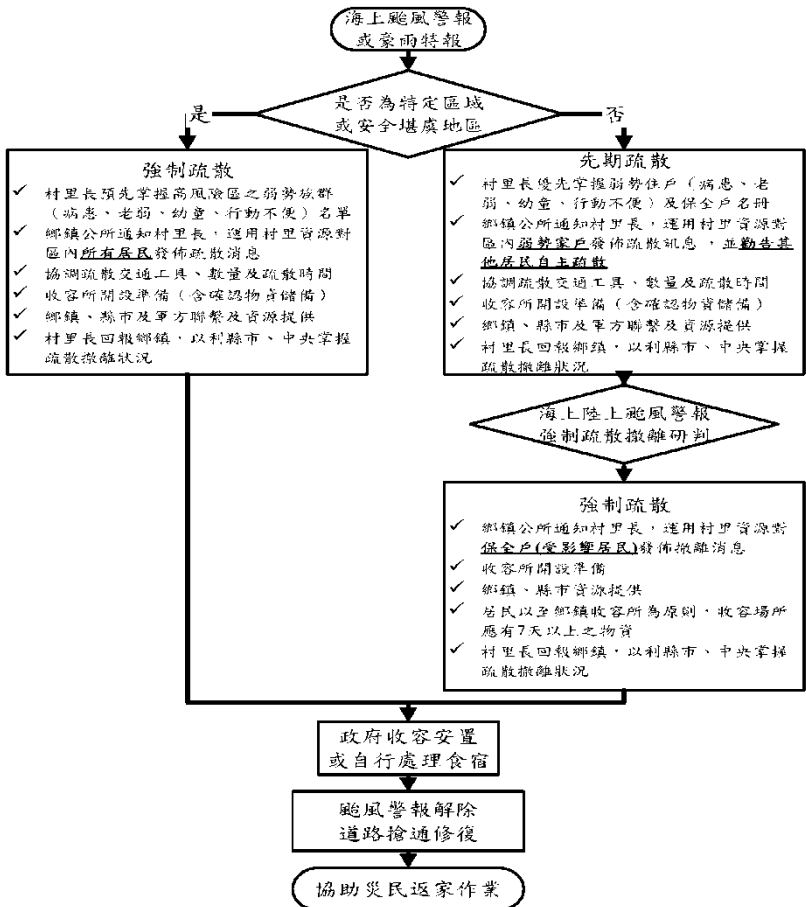 海上颱風警報
或豪雨特報
是否為特定區域
或安全堪虞地區
是
否
強制疏散
✓ 村里長預先掌握高風險區之弱勢族群
（病患、老弱、幼童、行動不便）名單
✓ 鄉鎮公所通知村里長，運用村里資源對
區內所有居民發佈疏散消息
✓ 協調疏散交通工具、數量及疏散時間
✓ 收容所開設準備（含確認物資儲備）
✓ 鄉鎮、縣市及軍方聯繫及資源提供
✓ 村里長回報鄉鎮，以利縣市、中央掌握
疏散撤離狀況
先期疏散
✓ 村里長優先掌握弱勢住戶（病患、老
弱、幼童、行動不便）及保全戶名冊
✓ 鄉鎮公所通知村里長，運用村里資源對
區內弱勢家戶發佈疏散訊息，並勸告其
他居民自主疏散
✓ 協調疏散交通工具、數量及疏散時間
✓ 收容所開設準備（含確認物資儲備）
✓ 鄉鎮、縣市及軍方聯繫及資源提供
✓ 村里長回報鄉鎮，以利縣市、中央掌握
疏散撤離狀況
海上陸上颱風警報
強制疏散撤離研判
強制疏散
✓ 鄉鎮公所通知村里長，運用村里資源對
保全戶(受影響居民)發佈撤離消息
✓ 收容所開設準備
✓ 鄉鎮、縣市資源提供
✓ 居民以至鄉鎮收容所為原則，收容場所
應有7天以上之物資
✓ 村里長回報鄉鎮，以利縣市、中央掌握
疏散撤離狀況
政府收容安置
或自行處理食宿
颱風警報解除
道路搶通修復
協助災民返家作業